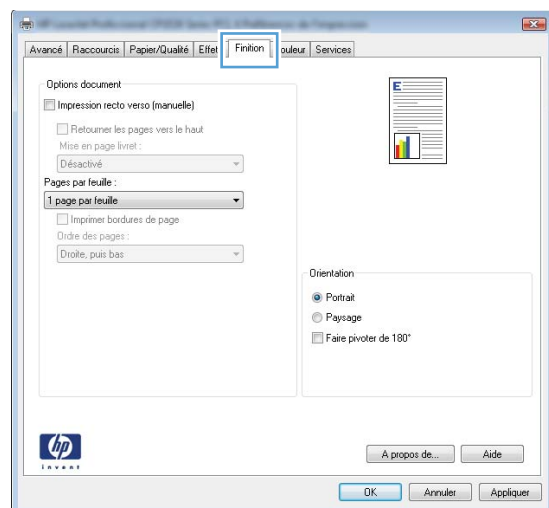 Avancé Raccourcis Papier/Qualité Effet Finition ouleur Services
Options document
Impression recto verso (manuelle)
Retourner les pages vers le haut
Mise en page livret :
Désactivé
Pages par feuille :
1 page par feuille
Imprimer bordures de page
Ordre des pages :
Droite, puis bas
E
Orientation
Portrait
Paysage
Faire pivoter de 180°
hp
invent
A propos de... Aide
OK Annuler Appliquer